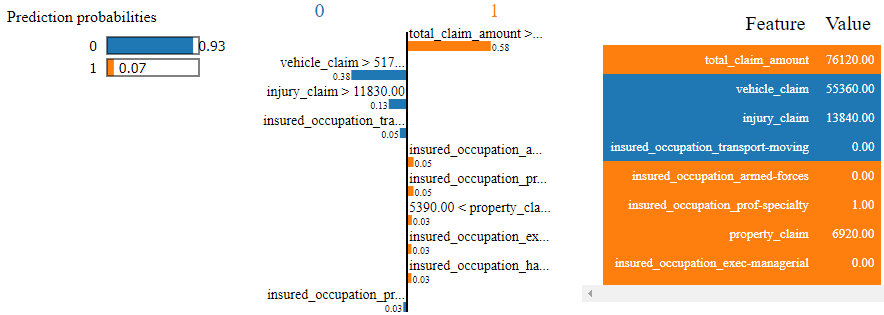 Prediction probabilities
0 0.93
1 0.07
0 1
total_claim_amount >...
0.58
vehicle_claim > 517...
0.38
injury_claim > 11830.00
0.13
insured_occupation_tra...
0.05
insured_occupation_a...
0.05
insured_occupation_pr...
0.05
5390.00 < property_cla...
0.03
insured_occupation_ex...
0.03
insured_occupation_ha...
0.03
insured_occupation_pr...
0.03
Feature Value
total_claim_amount 76120.00
vehicle_claim 55360.00
injury_claim 13840.00
insured_occupation_transport-moving 0.00
insured_occupation_armed-forces 0.00
insured_occupation_prof-specialty 1.00
property_claim 6920.00
insured_occupation_exec-managerial 0.00